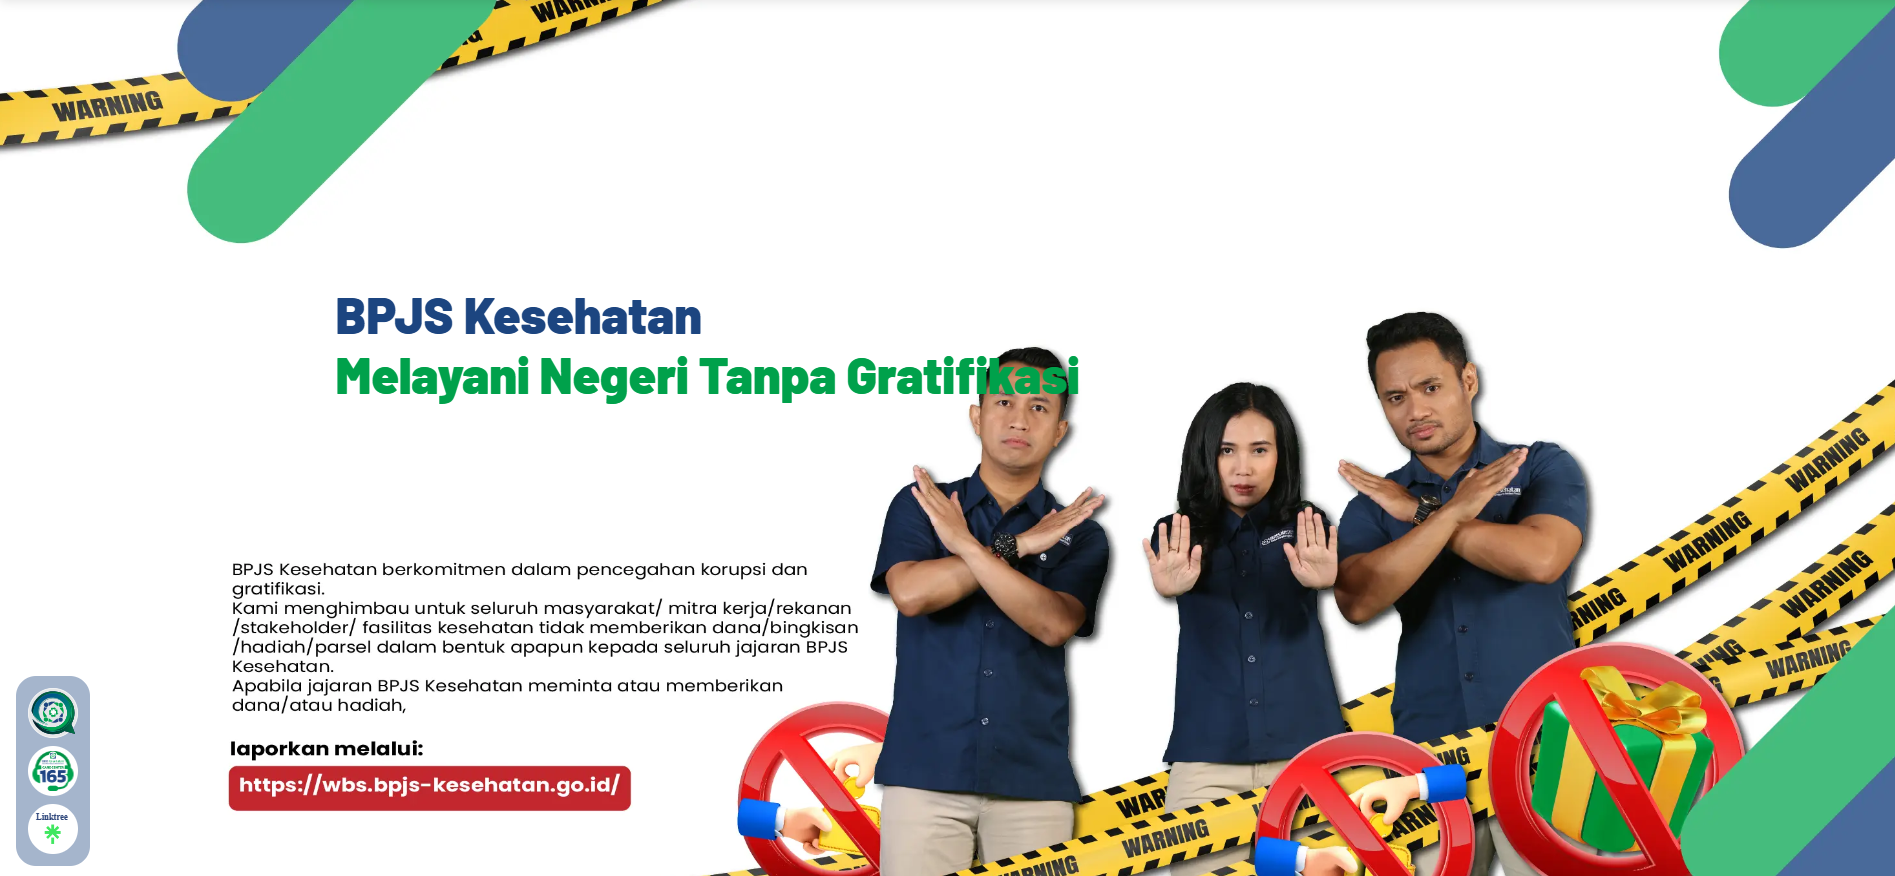 WARNING
WARN
BPJS Kesehatan
Melayani Negeri Tanpa Gratifikasi
BPJS Kesehatan berkomitmen dalam pencegahan korupsi dan
gratifikasi.
Kami menghimbau untuk seluruh masyarakat/ mitra kerja/rekanan
/stakeholder/ fasilitas kesehatan tidak memberikan dana/bingkisan
/hadiah/parsel dalam bentuk apapun kepada seluruh jajaran BPJS
Kesehatan.
Apabila jajaran BPJS Kesehatan meminta atau memberikan
dana/atau hadiah,
laporkan melalui:
https://wbs.bpjs-kesehatan.go.id/
165
Linktree
WARNING
WARNING
WARNING
RNING
WARNING
WARNING
WARNING